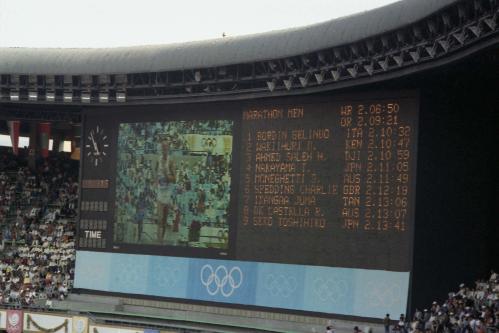 MARATHON MEN WR 2.06:50
OR 2.09:21
1 BORDIN GELINDO ITA 2.10:32
2 WAKIIHURI D. KEN 2.10:47
3 AHMED SALEH H. DJI 2.10:59
4 NAKAYAMA T. JPN 2.11:05
5 MONEGHETTI S. AUS 2.11:49
6 SPEDDING CHARLIE GBR 2.12:19
7 IKANGAA JUMA TAN 2.13:06
8 DE CASTELLA R. AUS 2.13:07
9 SEKO TOSHIHIKO JPN 2.13:41
TIME